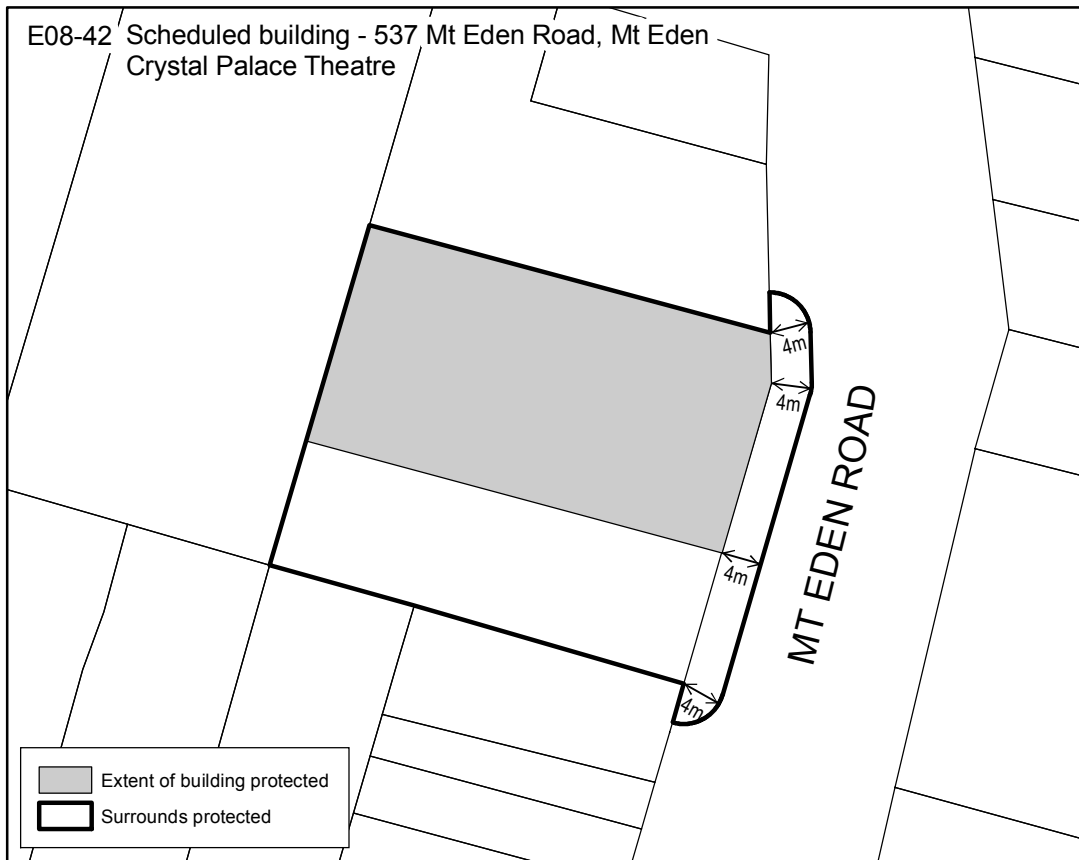 E08-42 Scheduled building - 537 Mt Eden Road, Mt Eden
Crystal Palace Theatre
4m
4m
4m
4m
MT EDEN ROAD
Extent of building protected
Surrounds protected